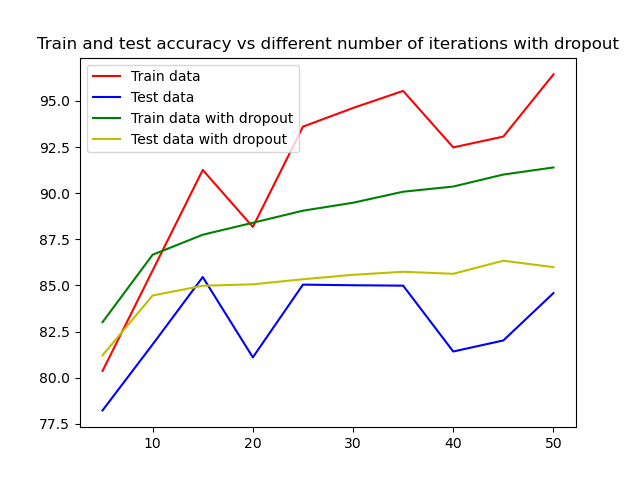 Train and test accuracy vs different number of iterations with dropout
Train data
Test data
Train data with dropout
Test data with dropout
95.0
92.5
90.0
87.5
85.0
82.5
80.0
77.5
10 20 30 40 50